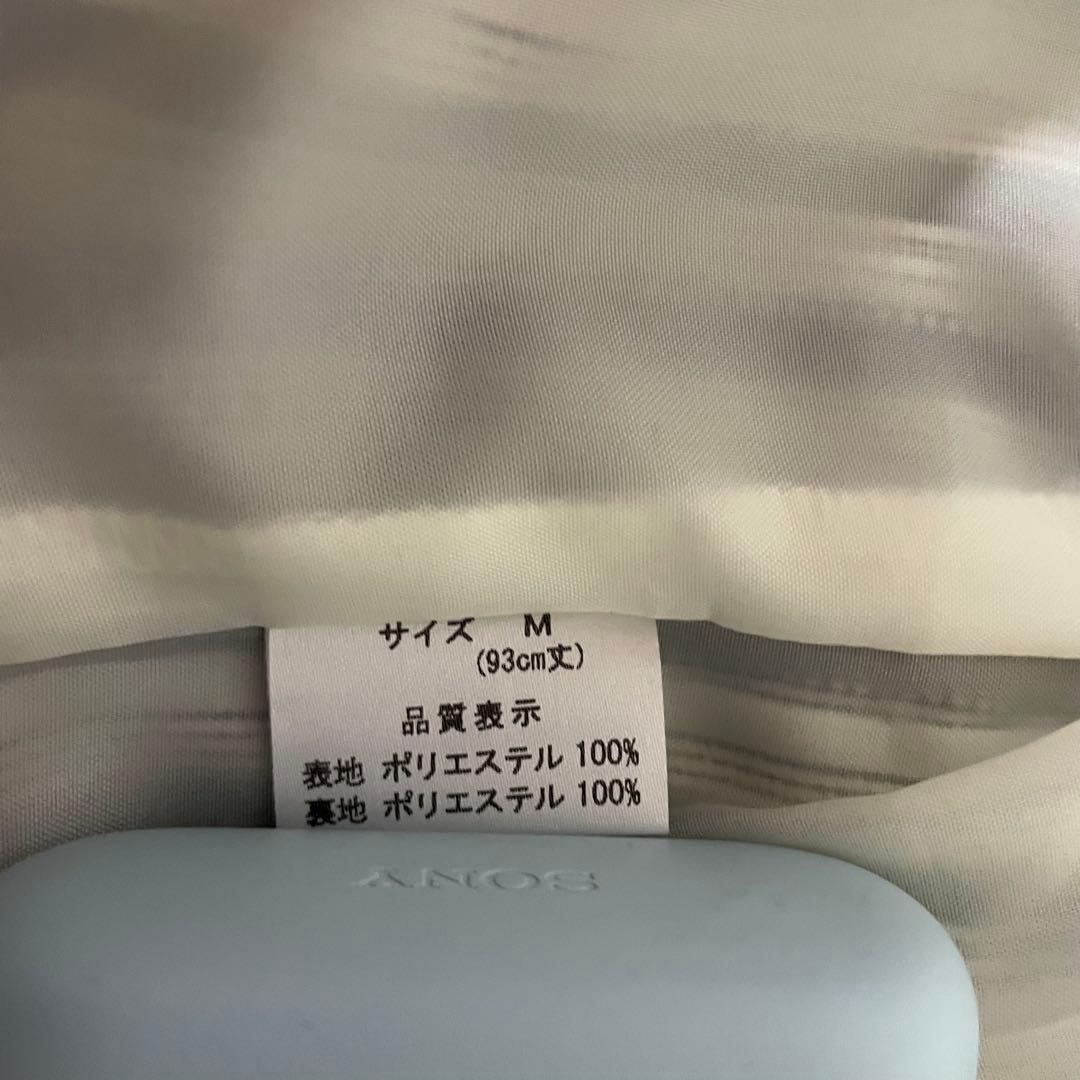 サイズ M
(93cm丈)
品質表示
表地 ポリエステル 100%
裏地 ポリエステル 100%
SONY